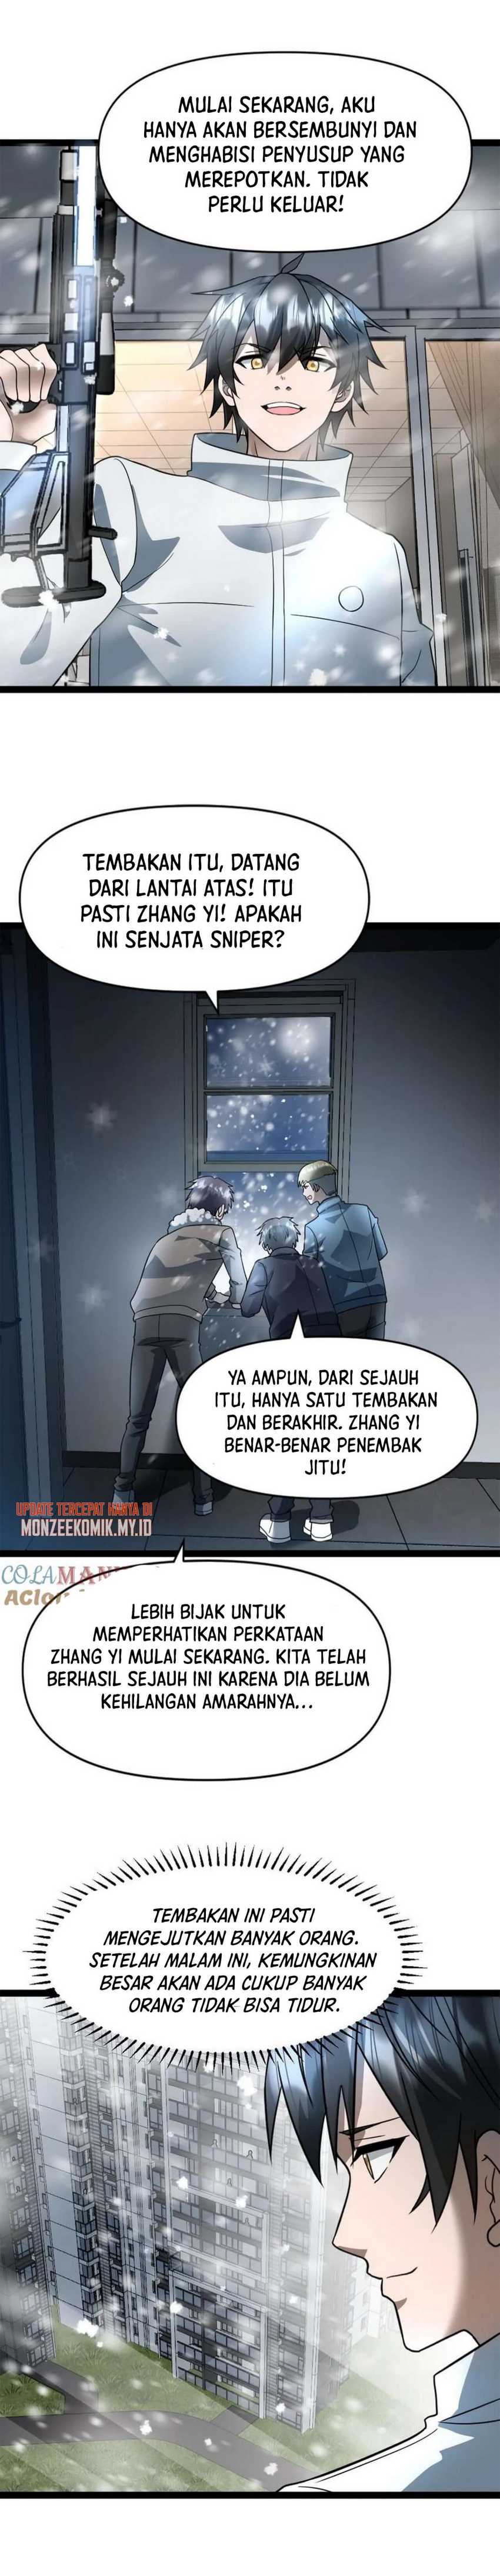 MULAI SEKARANG, AKU
HANYA AKAN BERSEMBUNYI DAN
MENGHABISI PENYUSUP YANG
MEREPOTKAN. TIDAK
PERLU KELUAR!
TEMBAKAN ITU, DATANG
DARI LANTAI ATAS! ITU
PASTI ZHANG YI! APAKAH
INI SENJATA SNIPER?
YA AMPUN, DARI SEJAUH
ITU, HANYA SATU TEMBAKAN
DAN BERAKHIR. ZHANG YI
BENAR-BENAR PENEMBAK
JITU!
UPDATE TERCEPAT HANYA DI
MONZEEKOMIK.MY.ID
COLAMAN
LEBIH BIJAK UNTUK
MEMPERHATIKAN PERKATAAN
ZHANG YI MULAI SEKARANG. KITA TELAH
BERHASIL SEJAUH INI KARENA DIA BELUM
KEHILANGAN AMARAHNYA...
TEMBAKAN INI PASTI
MENGEJUTKAN BANYAK ORANG.
SETELAH MALAM INI, KEMUNGKINAN
BESAR AKAN ADA CUKUP BANYAK
ORANG TIDAK BISA TIDUR.